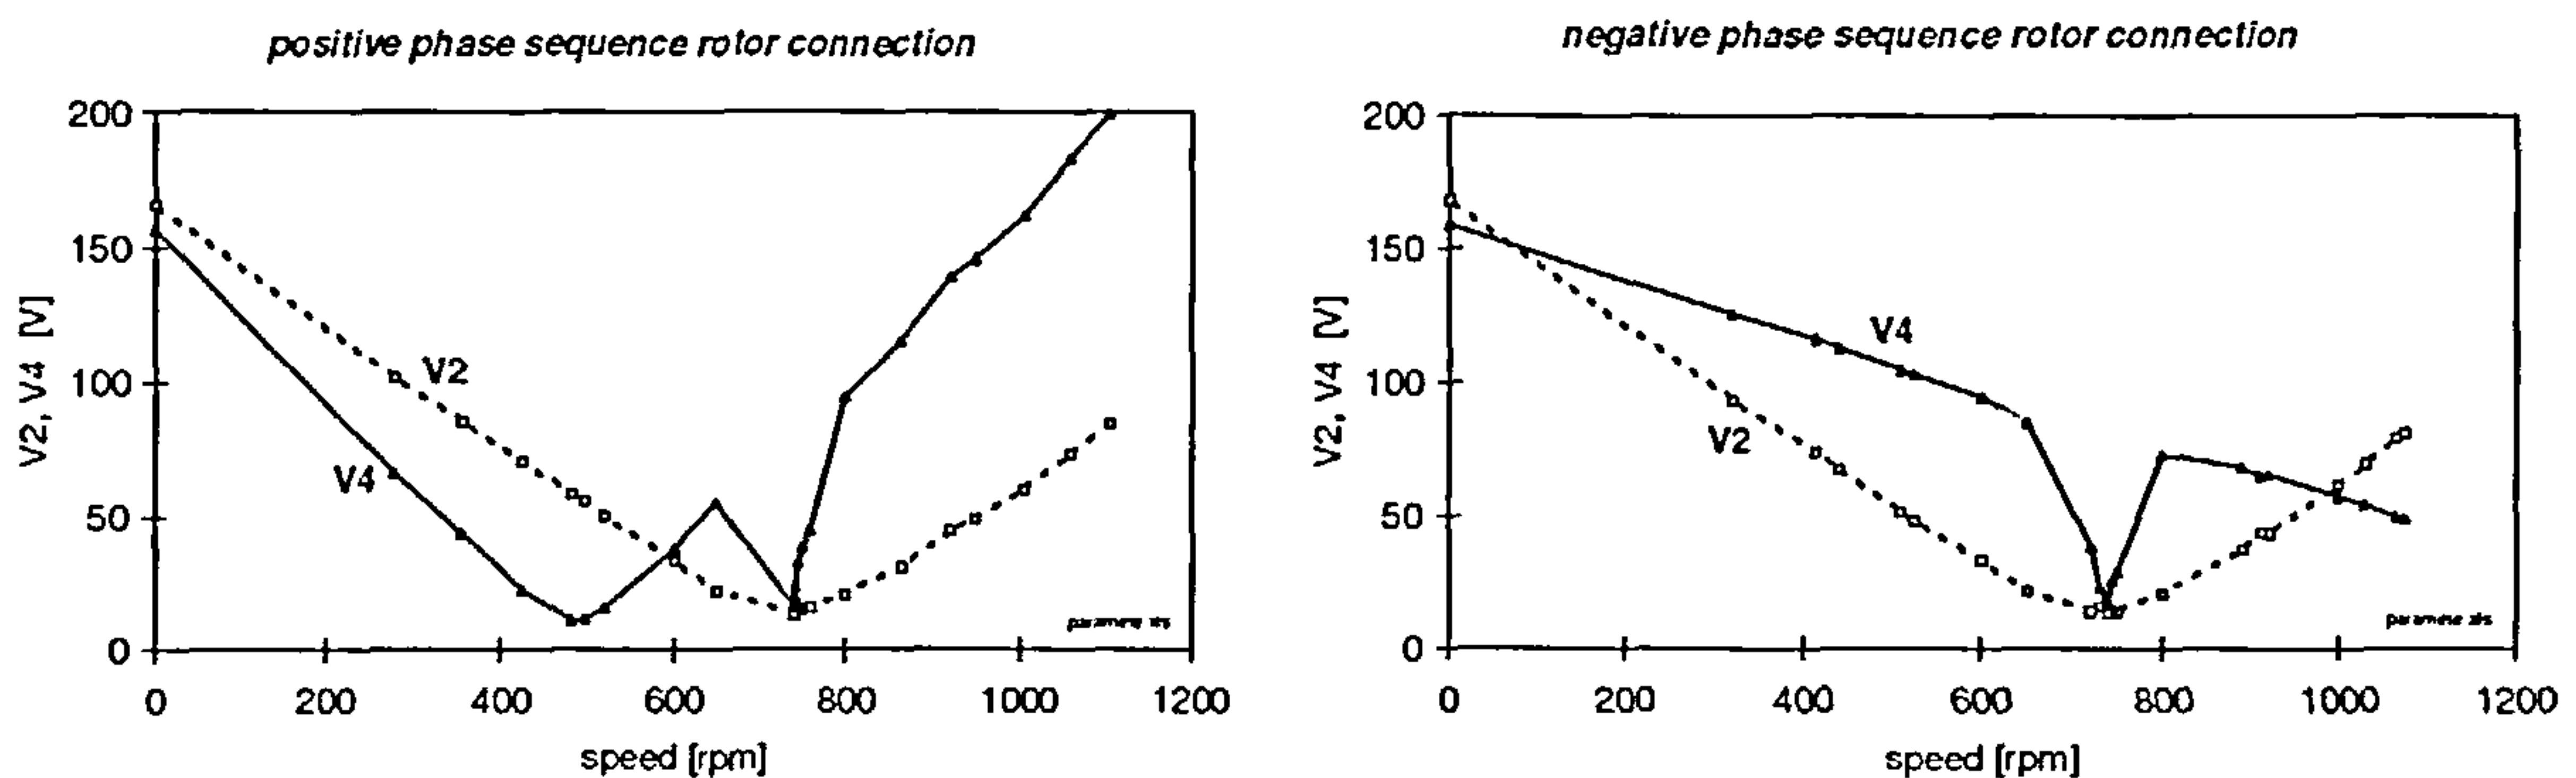 positive phase sequence rotor connection
200
150
100
50
0
V2, V4 [V]
V2
V4
0 200 400 600 800 1000 1200
speed [rpm]
negative phase sequence rotor connection
200
150
100
50
0
V2, V4 [V]
V4
V2
0 200 400 600 800 1000 1200
speed [rpm]